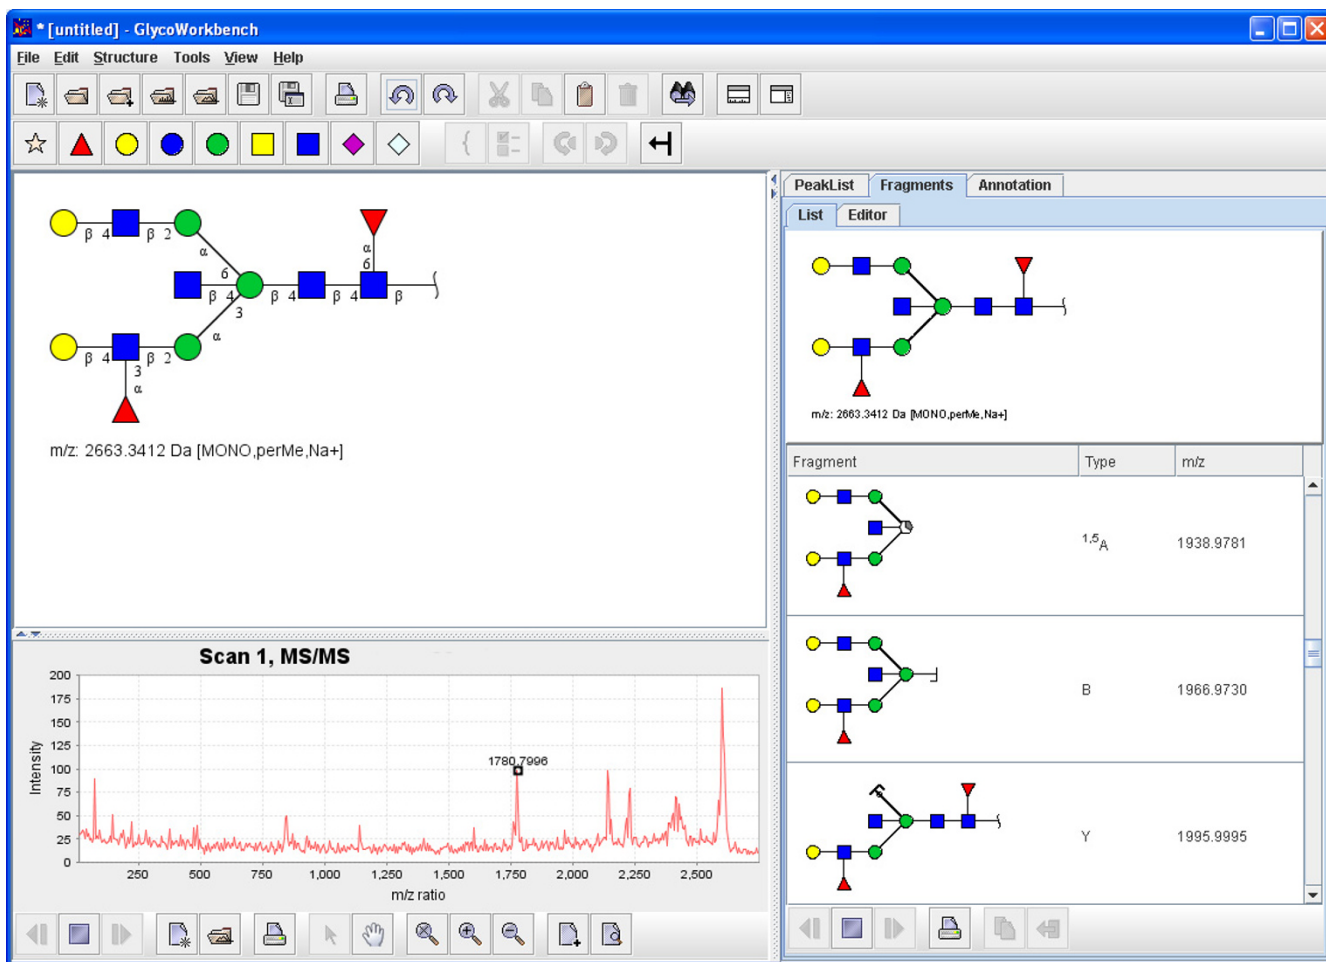 * [untitled] - GlycoWorkbench
File Edit Structure Tools View Help
PeakList Fragments Annotation
List Editor
β 4 β 2
α
6
α
6
β 4 β 4 β 4 β
3
α
β 4 β 2
3
α
m/z: 2663.3412 Da [MONO,perMe,Na+]
m/z: 2663.3412 Da [MONO,perMe,Na+]
Fragment Type m/z
1,5A 1938.9781
B 1966.9730
Y 1995.9995
Scan 1, MS/MS
Intensity
200
175
150
125
100
75
50
25
0
1780.7996
250 500 750 1,000 1,250 1,500 1,750 2,000 2,250 2,500
m/z ratio